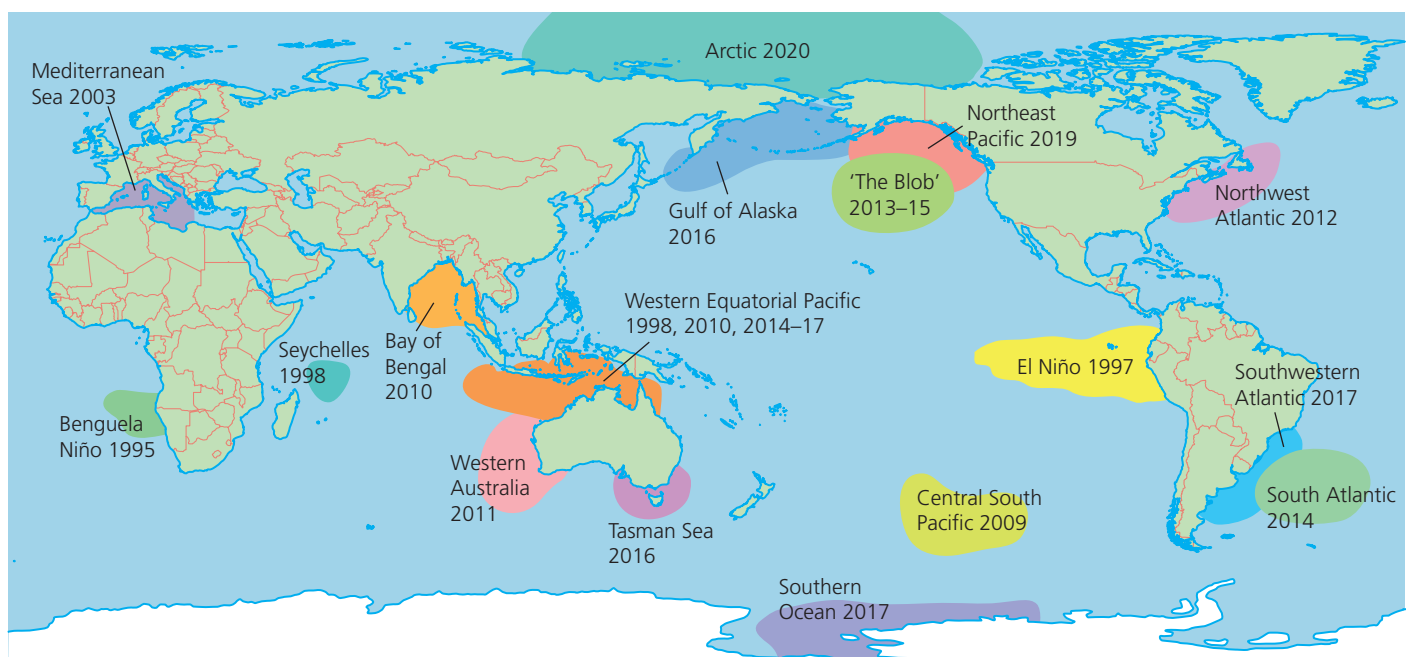 Arctic 2020
Mediterranean
Sea 2003
Northeast
Pacific 2019
'The Blob'
2013–15
Gulf of Alaska
2016
Northwest
Atlantic 2012
Western Equatorial Pacific
1998, 2010, 2014–17
Bay of
Bengal
2010
Seychelles
1998
El Niño 1997
Southwestern
Atlantic 2017
Benguela
Niño 1995
Western
Australia
2011
Tasman Sea
2016
Central South
Pacific 2009
South Atlantic
2014
Southern
Ocean 2017